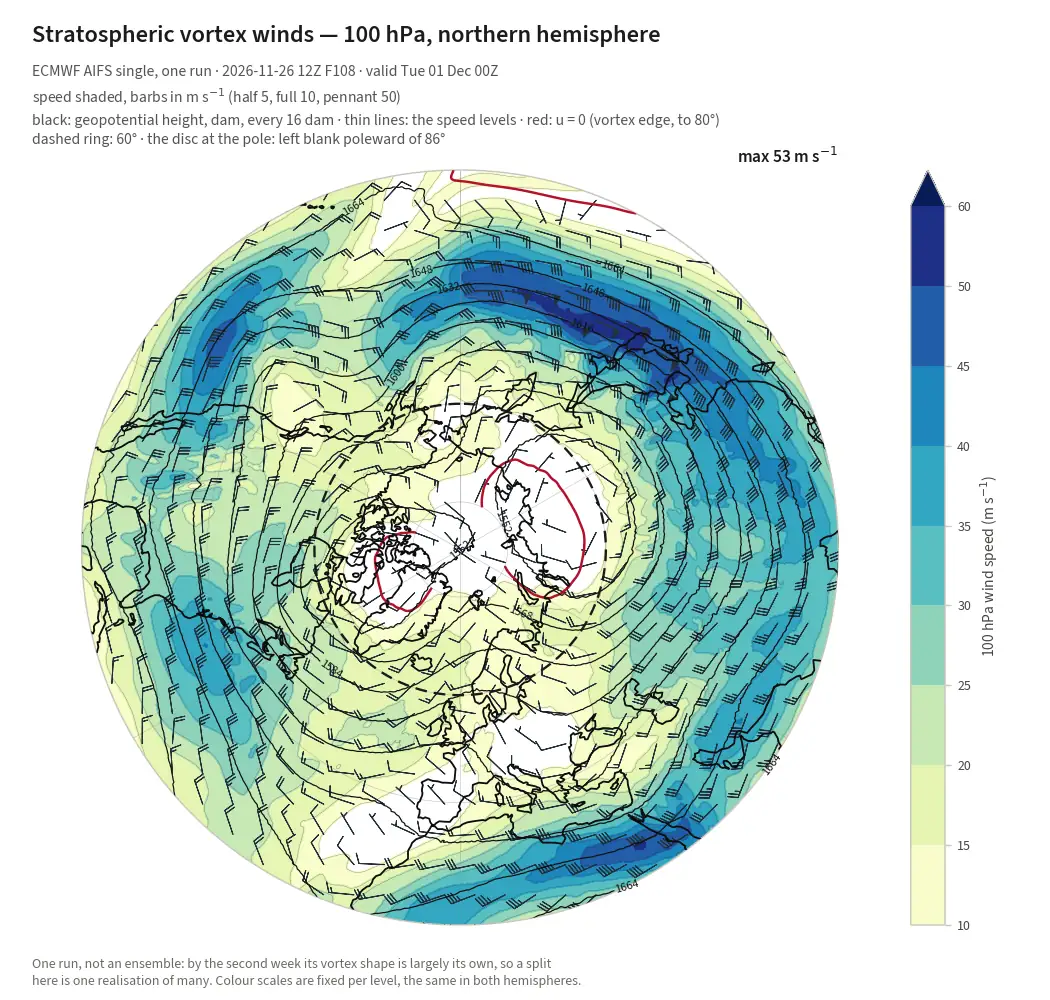 Stratospheric vortex winds — 100 hPa, northern hemisphere
ECMWF AIFS single, one run · 2026-11-26 12Z F108 · valid Tue 01 Dec 00Z
speed shaded, barbs in m s⁻¹ (half 5, full 10, pennant 50)
black: geopotential height, dam, every 16 dam · thin lines: the speed levels · red: u = 0 (vortex edge, to 80°)
dashed ring: 60° · the disc at the pole: left blank poleward of 86°
max 53 m s⁻¹
1664
1648
1632
1648
1616
1600
1552
1568
1584
1664
1664
60
50
45
40
35
30
25
20
15
10
100 hPa wind speed (m s⁻¹)
One run, not an ensemble: by the second week its vortex shape is largely its own, so a split
here is one realisation of many. Colour scales are fixed per level, the same in both hemispheres.